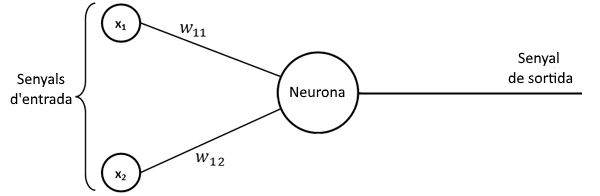 x₁
w₁₁
Senyals
d'entrada
Neurona
Senyal
de sortida
w₁₂
x₂